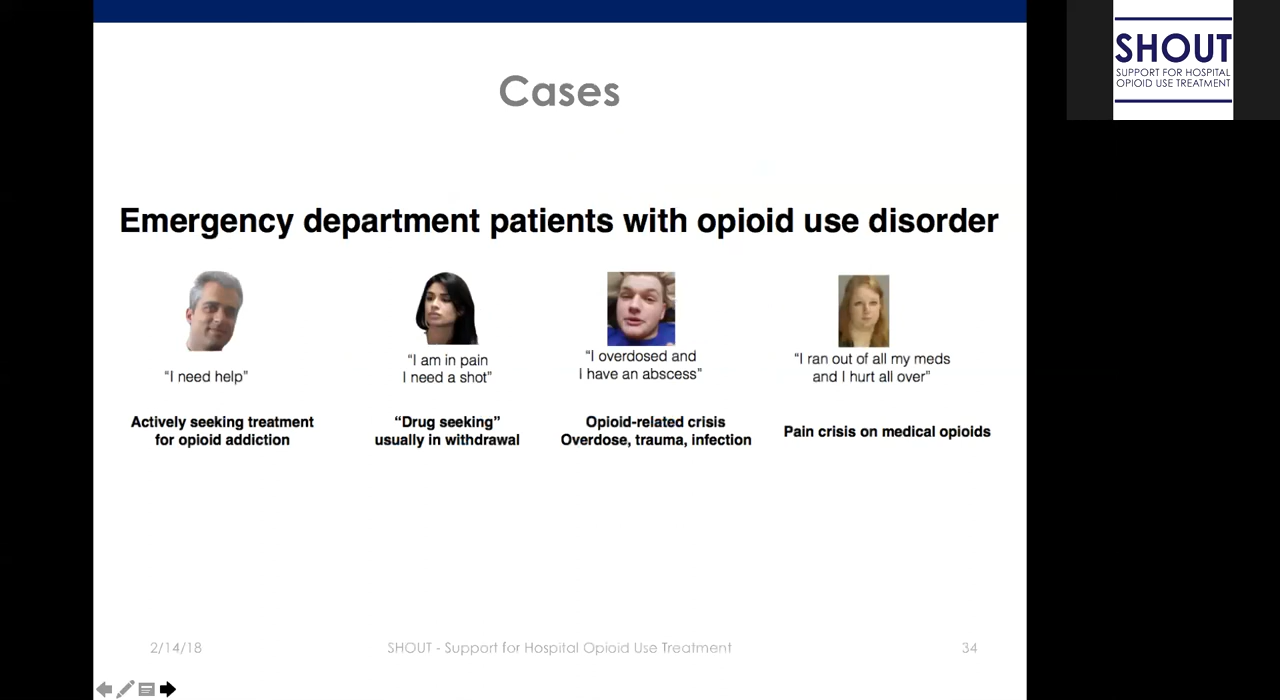 SHOUT
SUPPORT FOR HOSPITAL
OPIOID USE TREATMENT
Cases
Emergency department patients with opioid use disorder
“I need help”
Actively seeking treatment
for opioid addiction
“I am in pain
I need a shot”
“Drug seeking”
usually in withdrawal
“I overdosed and
I have an abscess”
Opioid-related crisis
Overdose, trauma, infection
“I ran out of all my meds
and I hurt all over”
Pain crisis on medical opioids
2/14/18
SHOUT - Support for Hospital Opioid Use Treatment
34